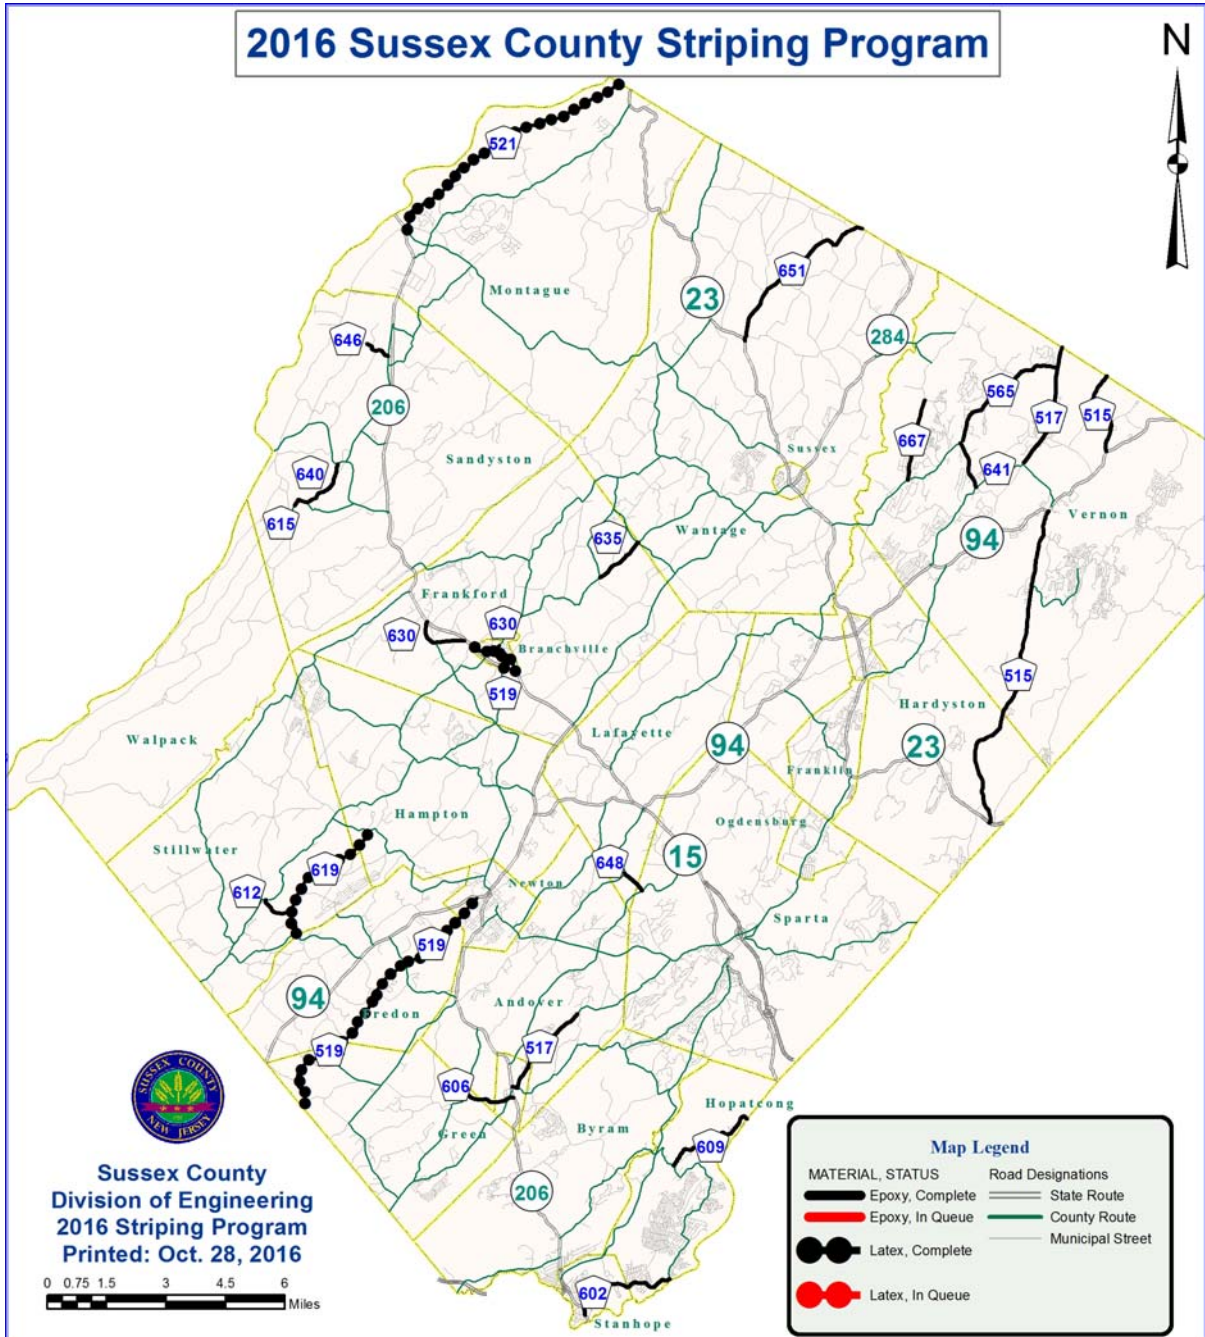 2016 Sussex County Striping Program
N
521
651
23
Montague
284
646
565
206
517
515
667
Sussex
Sandyston
640
641
615
Wantage
635
94
Vernon
Frankford
630
630
Branchville
519
515
Hardyston
Lafayette
Walpack
94
23
Franklin
Hampton
Ogdensburg
Stillwater
648
15
619
612
Newton
Sparta
519
94
Andover
Fredon
517
519
606
Hopatcong
Green
Byram
609
206
602
Stanhope
SUSSEX COUNTY
NEW JERSEY
Sussex County
Division of Engineering
2016 Striping Program
Printed: Oct. 28, 2016
0 0.75 1.5 3 4.5 6
Miles
Map Legend
MATERIAL, STATUS Road Designations
Epoxy, Complete State Route
Epoxy, In Queue County Route
Latex, Complete Municipal Street
Latex, In Queue